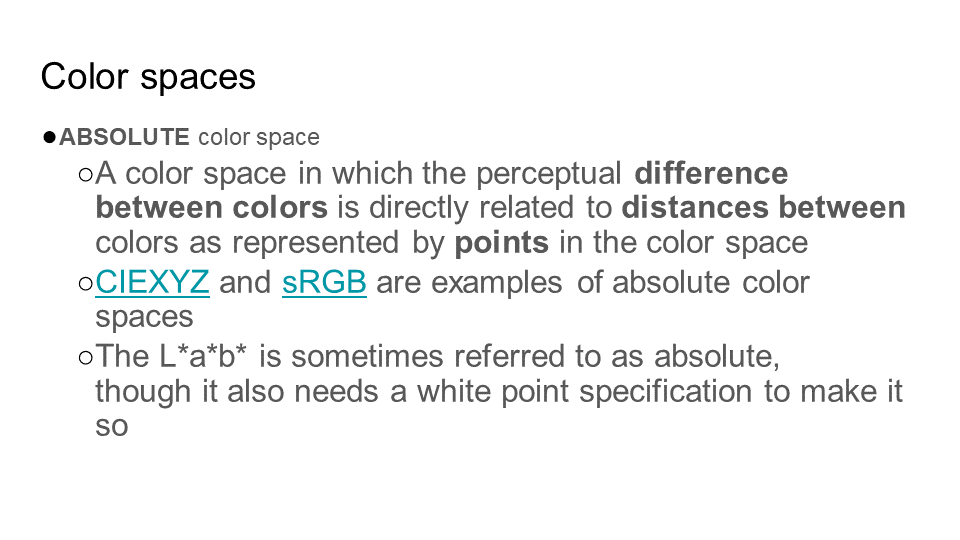 Color spaces
●ABSOLUTE color space
○A color space in which the perceptual difference
between colors is directly related to distances between
colors as represented by points in the color space
○CIEXYZ and sRGB are examples of absolute color
spaces
○The L*a*b* is sometimes referred to as absolute,
though it also needs a white point specification to make it
so